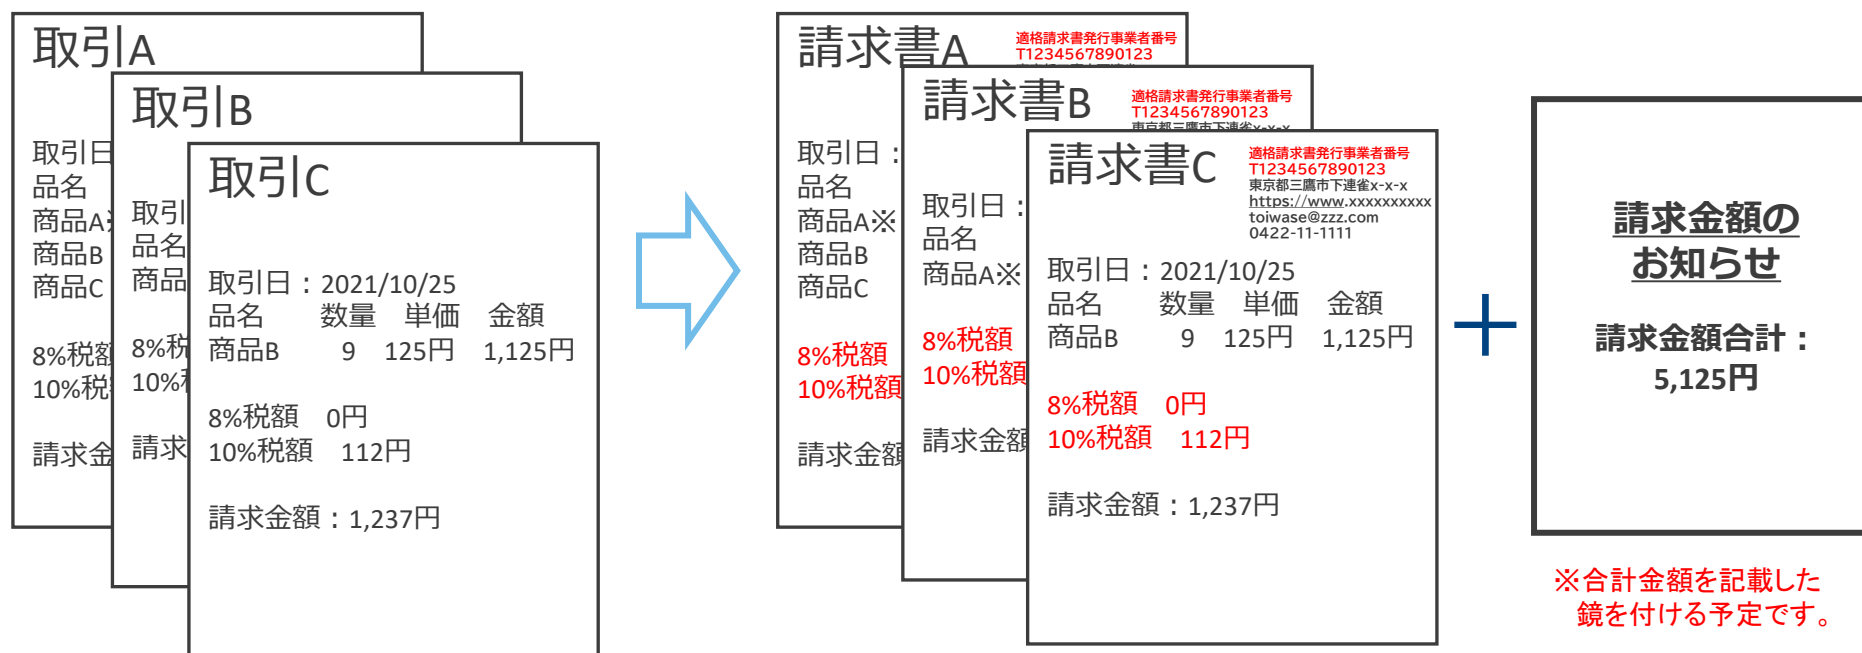 取引A
取引日
品名
商品A※
商品B
商品C
8%税額
10%税
請求金
取引B
取引
品名
商品
8%税
10%税
請求
取引C
取引日：2021/10/25
品名　数量　単価　金額
商品B　9　125円　1,125円
8%税額　0円
10%税額　112円
請求金額：1,237円
請求書A
適格請求書発行事業者番号
T1234567890123
取引日：
品名
商品A※
商品B
商品C
8%税額
10%税額
請求金額
請求書B
適格請求書発行事業者番号
T1234567890123
東京都三鷹市下連雀x-x-x
取引日：
品名
商品A※
8%税額
10%税額
請求金額
請求書C
適格請求書発行事業者番号
T1234567890123
東京都三鷹市下連雀x-x-x
https://www.xxxxxxxxxx
toiwase@zzz.com
0422-11-1111
取引日：2021/10/25
品名　数量　単価　金額
商品B　9　125円　1,125円
8%税額　0円
10%税額　112円
請求金額：1,237円
＋
請求金額の
お知らせ
請求金額合計：
5,125円
※合計金額を記載した
鏡を付ける予定です。